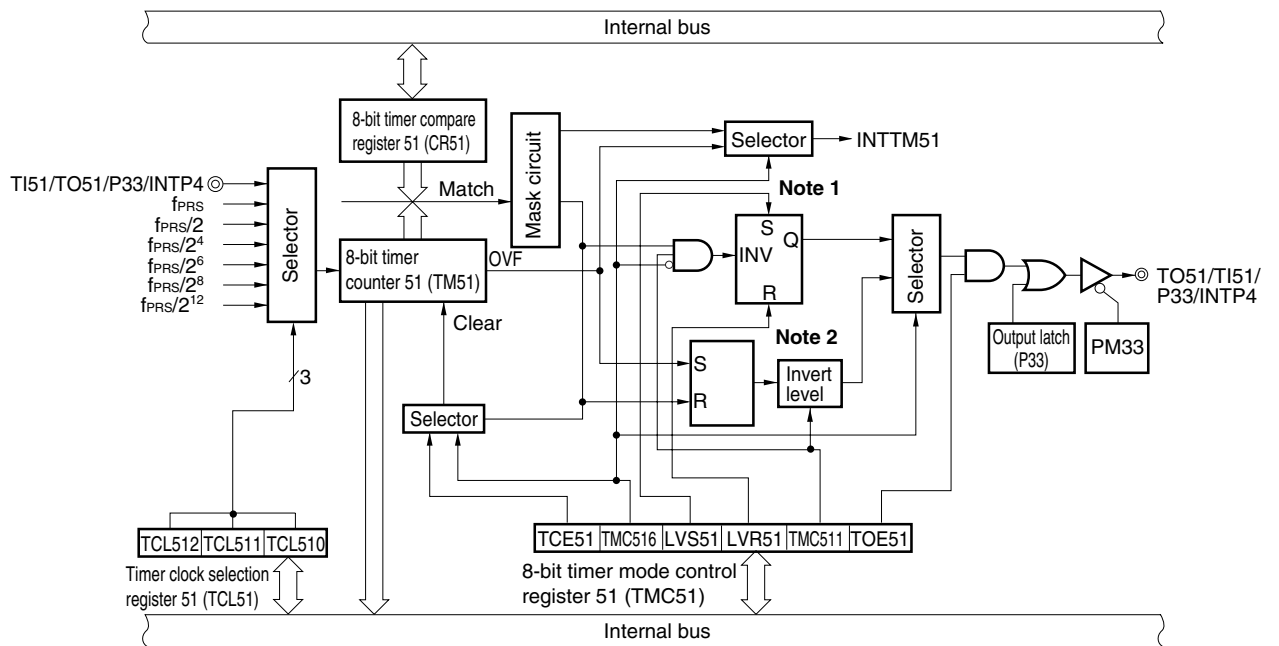 Internal bus
8-bit timer compare
register 51 (CR51)
Mask circuit
Selector
INTTM51
TI51/TO51/P33/INTP4
fPRS
fPRS/2
fPRS/2⁴
fPRS/2⁶
fPRS/2⁸
fPRS/2¹²
Selector
Match
Note 1
8-bit timer
counter 51 (TM51)
OVF
Clear
S
INV
Q
R
Selector
TO51/TI51/
P33/INTP4
Output latch
(P33)
PM33
Note 2
S
R
Invert
level
3
Selector
TCL512
TCL511
TCL510
Timer clock selection
register 51 (TCL51)
TCE51
TMC516
LVS51
LVR51
TMC511
TOE51
8-bit timer mode control
register 51 (TMC51)
Internal bus